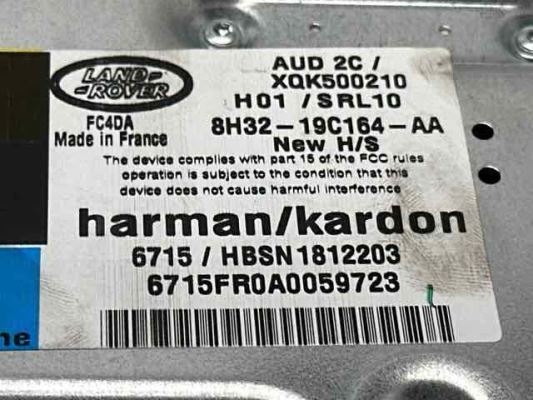 LAND
ROVER
AUD 2C /
XQK500210
H01 / SRL10
FC4DA
Made in France
8H32-19C164-AA
New H/S
The device complies with part 15 of the FCC rules
operation is subject to the condition that this
device does not cause harmful interference
harman/kardon
6715 / HBSN1812203
6715FR0A0059723